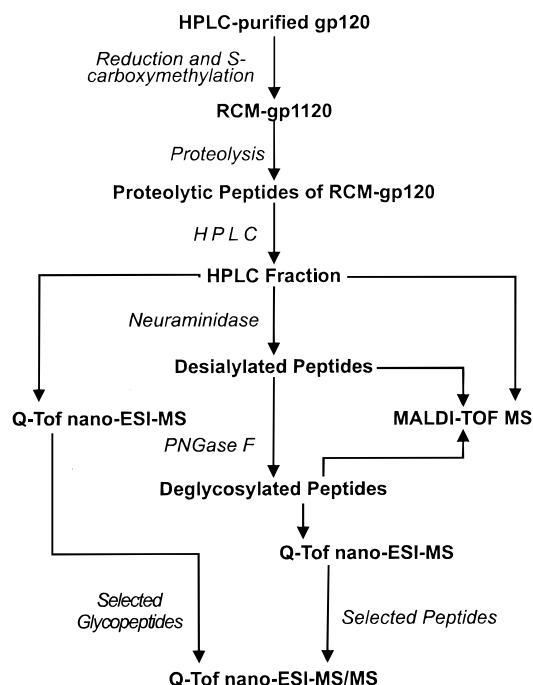 HPLC-purified gp120
Reduction and S-
carboxymethylation
RCM-gp1120
Proteolysis
Proteolytic Peptides of RCM-gp120
HPLC
HPLC Fraction
Neuraminidase
Desialylated Peptides
Q-Tof nano-ESI-MS
MALDI-TOF MS
PNGase F
Deglycosylated Peptides
Q-Tof nano-ESI-MS
Selected
Glycopeptides
Selected Peptides
Q-Tof nano-ESI-MS/MS